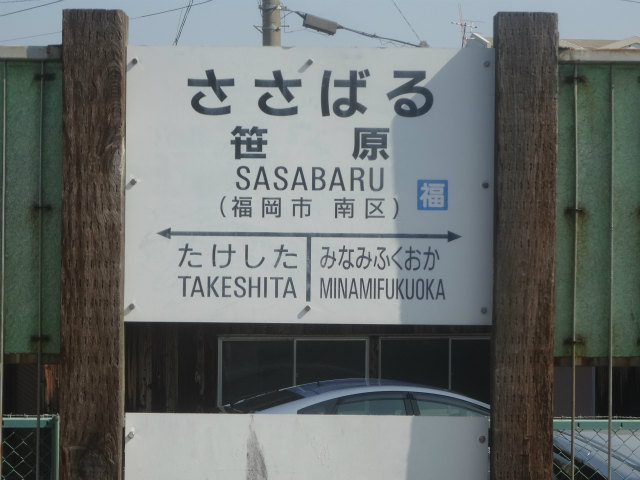 ささばる
笹原
SASABARU
(福岡市 南区) 福
たけした みなみふくおか
TAKESHITA MINAMIFUKUOKA